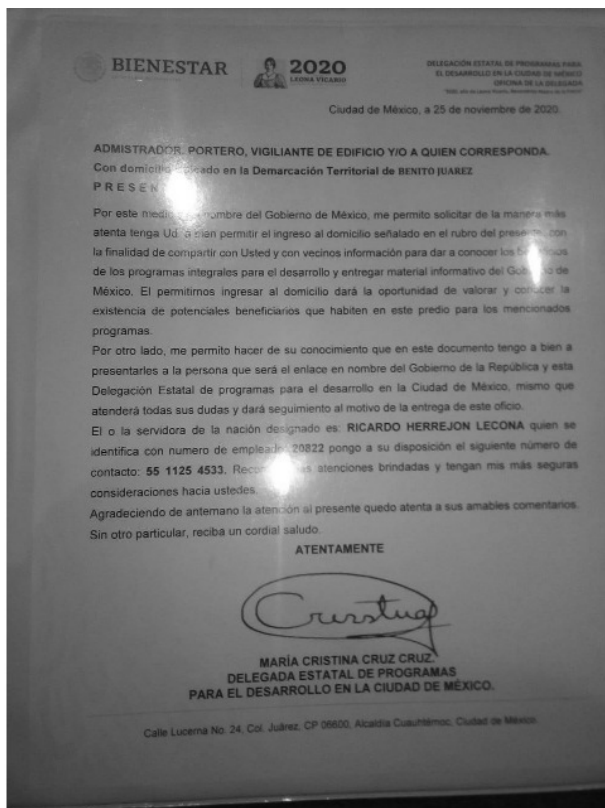 BIENESTAR
2020
LEONA VICARIO
DELEGACIÓN ESTATAL DE PROGRAMAS PARA
EL DESARROLLO EN LA CIUDAD DE MÉXICO
OFICINA DE LA DELEGADA
Ciudad de México, a 25 de noviembre de 2020.
ADMISTRADOR, PORTERO, VIGILANTE DE EDIFICIO Y/O A QUIEN CORRESPONDA.
Con domicilio en la Demarcación Territorial de BENITO JUAREZ
P R E S E N
Por este medio nombre del Gobierno de México, me permito solicitar de la manera más
atenta tenga Ud. a bien permitir el ingreso al domicilio señalado en el rubro del con
la finalidad de compartir con Usted y con vecinos información para dar a conocer los
de los programas integrales para el desarrollo y entregar material informativo del de
México. El permitirnos ingresar al domicilio dará la oportunidad de valorar y conocer la
existencia de potenciales beneficiarios que habiten en este predio para los mencionados
programas.
Por otro lado, me permito hacer de su conocimiento que en este documento tengo a bien a
presentarles a la persona que será el enlace en nombre del Gobierno de la República y esta
Delegación Estatal de programas para el desarrollo en la Ciudad de México, mismo que
atenderá todas sus dudas y dará seguimiento al motivo de la entrega de este oficio.
El o la servidora de la nación designado es: RICARDO HERREJON LECONA quien se
identifica con numero de empleado 20822 pongo a su disposición el siguiente número de
contacto: 55 1125 4533. atenciones brindadas y tengan mis más seguras
consideraciones hacia ustedes.
Agradeciendo de antemano la atención al presente quedo atenta a sus amables comentarios.
Sin otro particular, reciba un cordial saludo.
ATENTAMENTE
MARÍA CRISTINA CRUZ CRUZ.
DELEGADA ESTATAL DE PROGRAMAS
PARA EL DESARROLLO EN LA CIUDAD DE MÉXICO.
Calle Lucerna No. 24, Col. Juárez, CP 06600, Alcaldía Cuauhtémoc, Ciudad de México.